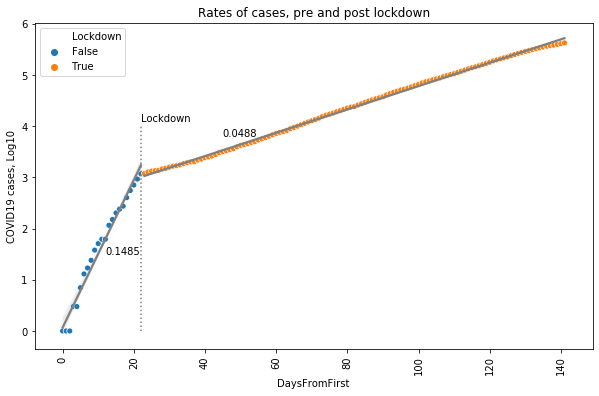 Rates of cases, pre and post lockdown
6
5
4
3
2
1
0
COVID19 cases, Log10
Lockdown
False
True
Lockdown
0.0488
0.1485
0
20
40
60
80
100
120
140
DaysFromFirst